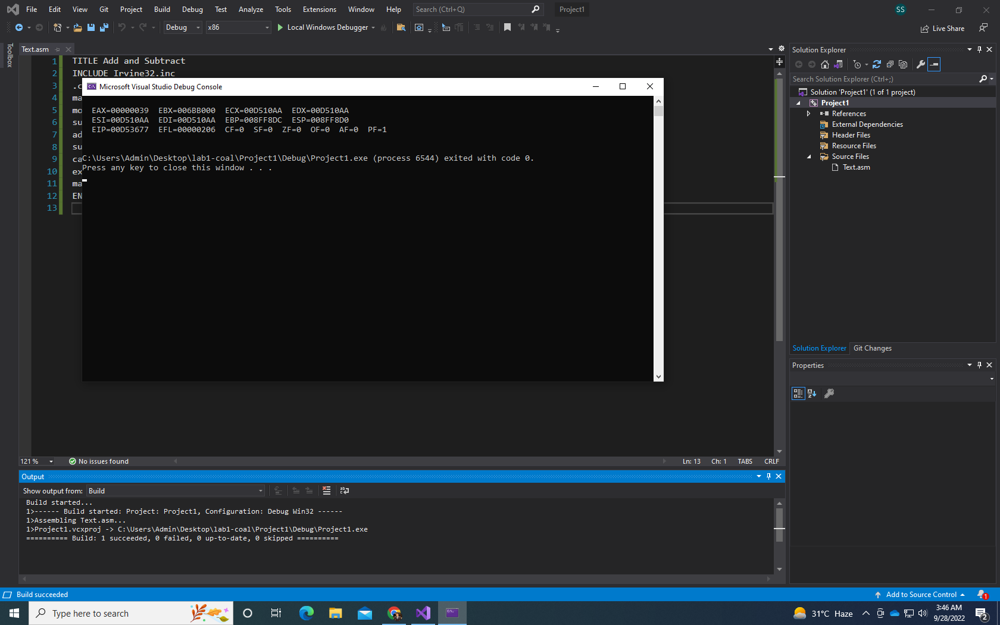 File Edit View Git Project Build Debug Test Analyze Tools Extensions Window Help Search (Ctrl+Q) Project1 SS
Debug x86 Local Windows Debugger Live Share
Toolbox
Text.asm
1 TITLE Add and Subtract
2 INCLUDE Irvine32.inc
3 .c
4 ma
5 mo
6 su
7 ad
8 su
9 ca
10 ex
11 ma
12 EN
13
Microsoft Visual Studio Debug Console
EAX=00000039 EBX=006BB000 ECX=00D510AA EDX=00D510AA
ESI=00D510AA EDI=00D510AA EBP=008FF8DC ESP=008FF8D0
EIP=00D53677 EFL=00000206 CF=0 SF=0 ZF=0 OF=0 AF=0 PF=1
C:\Users\Admin\Desktop\lab1-coal\Project1\Debug\Project1.exe (process 6544) exited with code 0.
Press any key to close this window . . .
121 % No issues found Ln: 13 Ch: 1 TABS CRLF
Output
Show output from: Build
Build started...
1>------ Build started: Project: Project1, Configuration: Debug Win32 ------
1>Assembling Text.asm...
1>Project1.vcxproj -> C:\Users\Admin\Desktop\lab1-coal\Project1\Debug\Project1.exe
========== Build: 1 succeeded, 0 failed, 0 up-to-date, 0 skipped ==========
Solution Explorer
Search Solution Explorer (Ctrl+;)
Solution 'Project1' (1 of 1 project)
Project1
References
External Dependencies
Header Files
Resource Files
Source Files
Text.asm
Solution Explorer Git Changes
Properties
Build succeeded Add to Source Control 1
Type here to search 31°C Haze 3:46 AM
9/28/2022 2